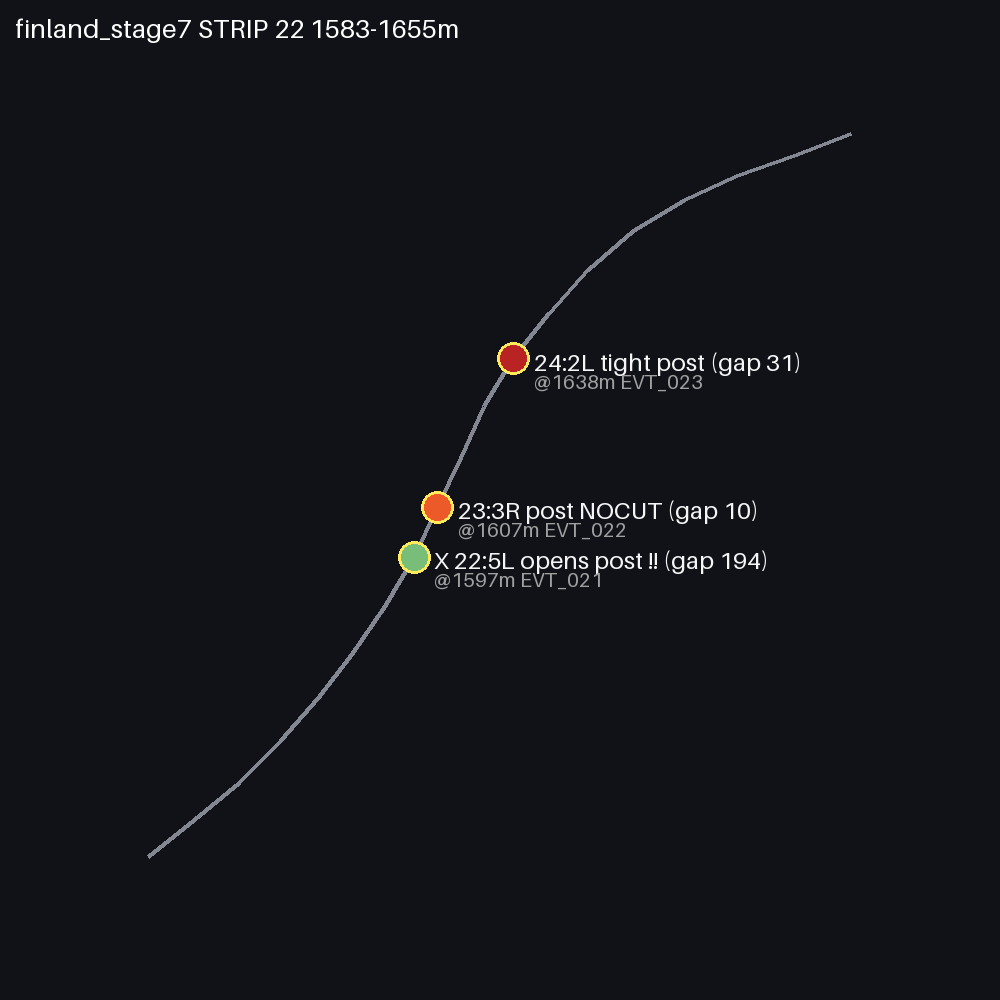 finland_stage7 STRIP 22 1583-1655m
24:2L tight post (gap 31)
@1638m EVT_023
23:3R post NOCUT (gap 10)
@1607m EVT_022
X 22:5L opens post !! (gap 194)
@1597m EVT_021